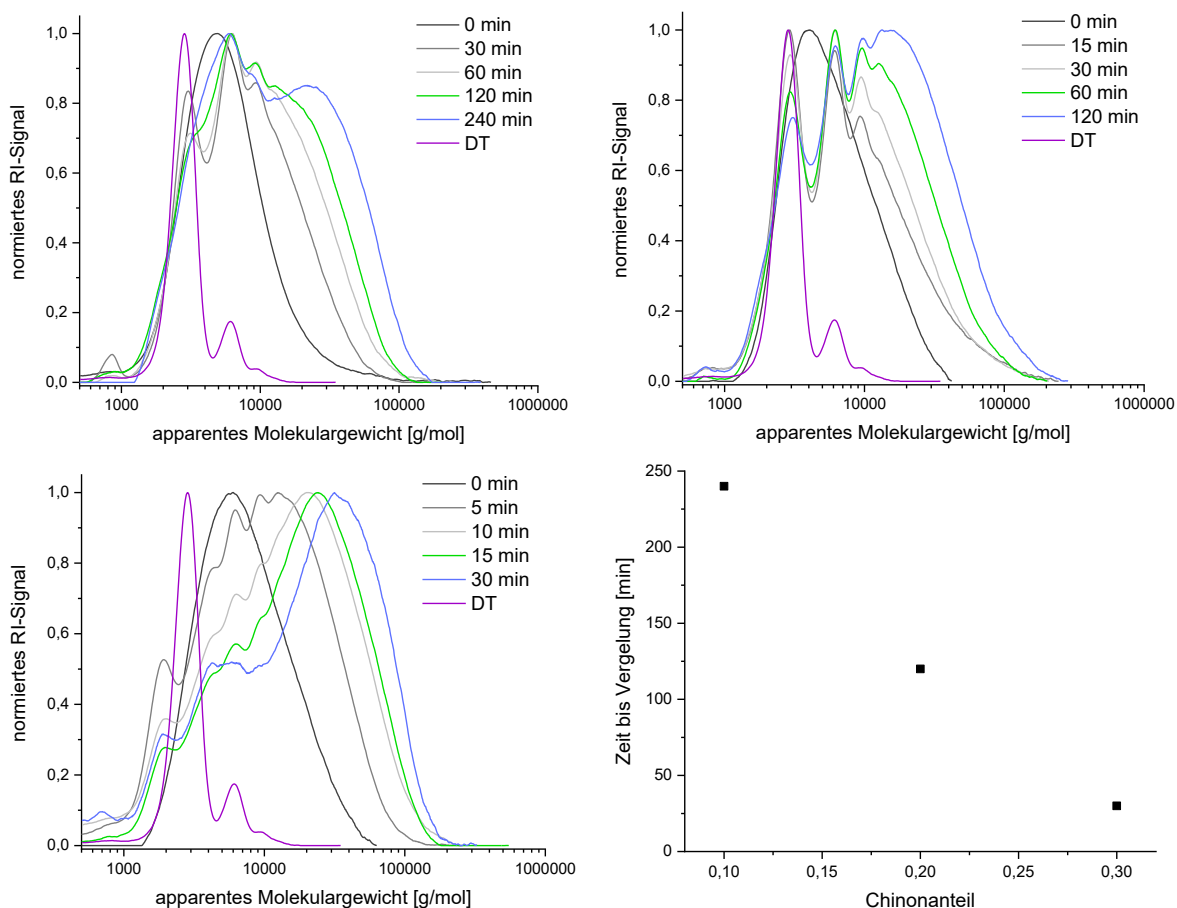 1,0
0,8
0,6
0,4
0,2
0,0
normiertes RI-Signal
0 min
30 min
60 min
120 min
240 min
DT
1000
10000
100000
1000000
apparentes Molekulargewicht [g/mol]
1,0
0,8
0,6
0,4
0,2
0,0
normiertes RI-Signal
0 min
15 min
30 min
60 min
120 min
DT
1000
10000
100000
1000000
apparentes Molekulargewicht [g/mol]
1,0
0,8
0,6
0,4
0,2
0,0
normiertes RI-Signal
0 min
5 min
10 min
15 min
30 min
DT
1000
10000
100000
1000000
apparentes Molekulargewicht [g/mol]
250
200
150
100
50
0
Zeit bis Vergelung [min]
0,10
0,15
0,20
0,25
0,30
Chinonanteil